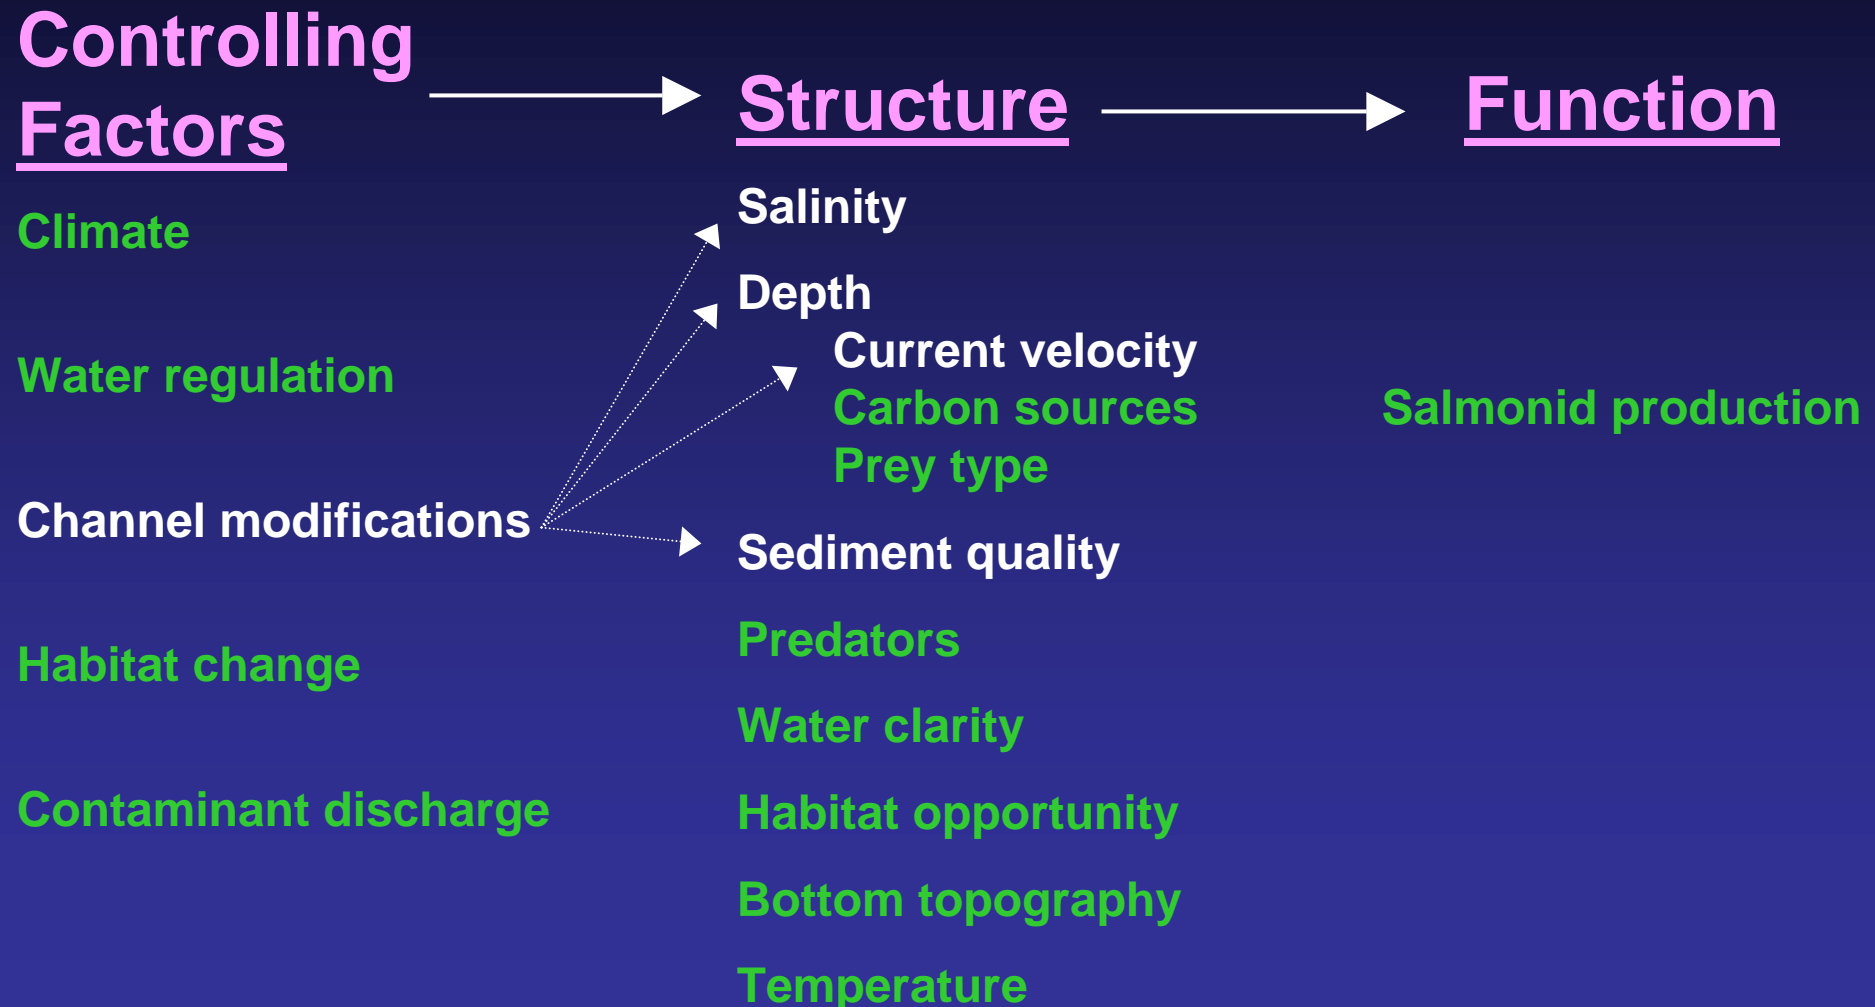 Controlling
Factors
Structure
Function
Climate
Water regulation
Channel modifications
Habitat change
Contaminant discharge
Salinity
Depth
Current velocity
Carbon sources
Prey type
Sediment quality
Predators
Water clarity
Habitat opportunity
Bottom topography
Temperature
Salmonid production